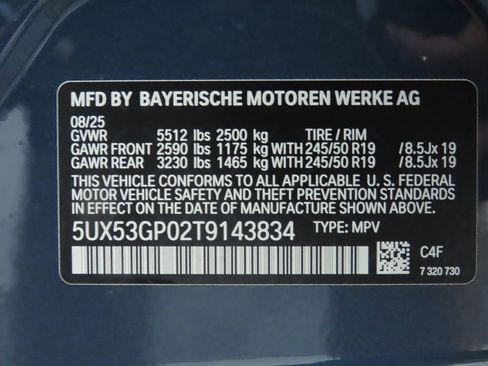 MFD BY BAYERISCHE MOTOREN WERKE AG
08/25
GVWR 5512 lbs 2500 kg TIRE / RIM
GAWR FRONT 2590 lbs 1175 kg WITH 245/50 R19 / 8.5Jx 19
GAWR REAR 3230 lbs 1465 kg WITH 245/50 R19 / 8.5Jx 19
THIS VEHICLE CONFORMS TO ALL APPLICABLE U. S. FEDERAL
MOTOR VEHICLE SAFETY AND THEFT PREVENTION STANDARDS
IN EFFECT ON THE DATE OF MANUFACTURE SHOWN ABOVE.
5UX53GP02T9143834 TYPE: MPV
C4F
7 320 730